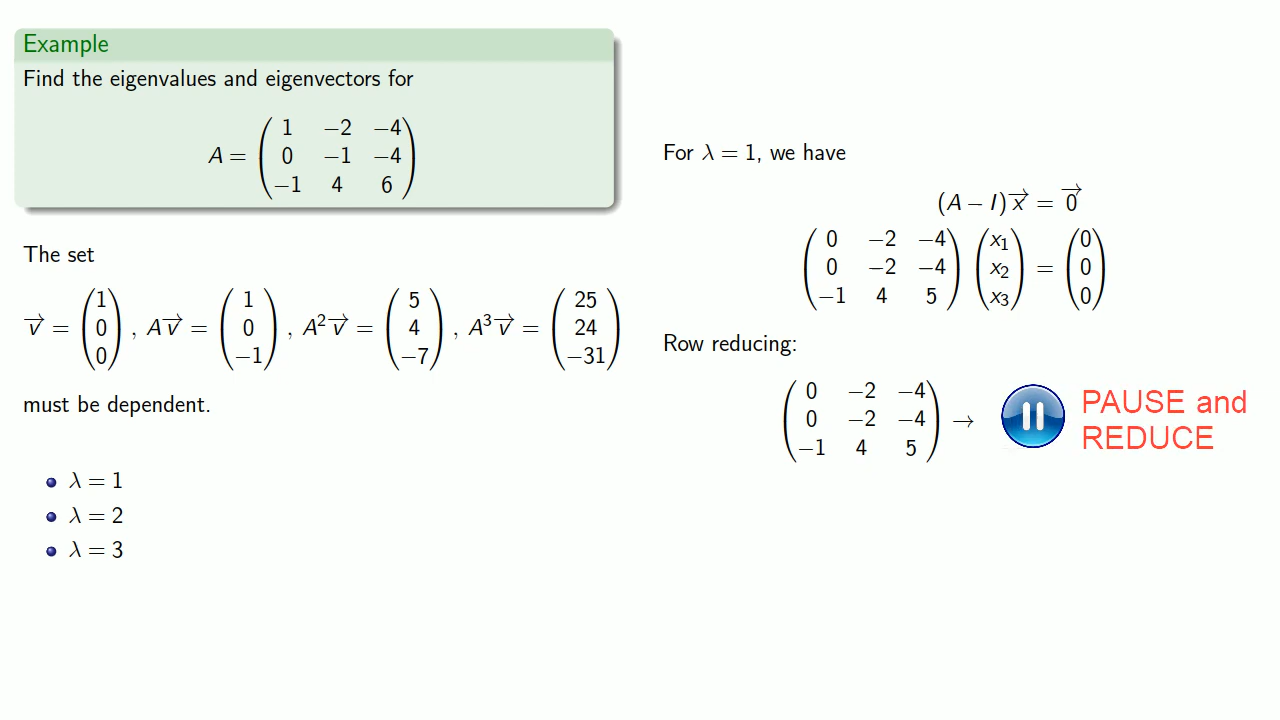 Example
Find the eigenvalues and eigenvectors for
A = ( 1 −2 −4
0 −1 −4
−1 4 6 )
The set
v⃗ = ( 1 0 0 ) , Av⃗ = ( 1 0 −1 ) , A²v⃗ = ( 5 4 −7 ) , A³v⃗ = ( 25 24 −31 )
must be dependent.
λ = 1
λ = 2
λ = 3
For λ = 1, we have
(A − I)x⃗ = 0⃗
( 0 −2 −4
0 −2 −4
−1 4 5 ) ( x₁ x₂ x₃ ) = ( 0 0 0 )
Row reducing:
( 0 −2 −4
0 −2 −4
−1 4 5 ) →
PAUSE and
REDUCE